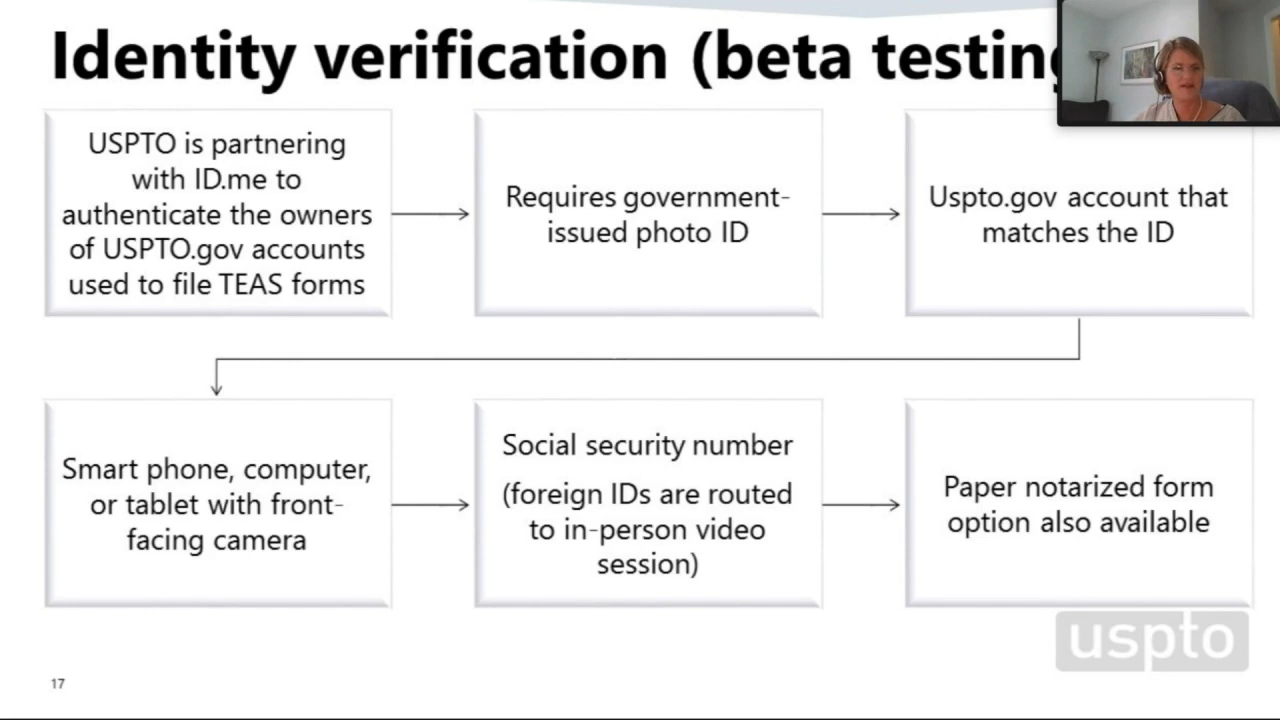 Identity verification (beta testing
USPTO is partnering
with ID.me to
authenticate the owners
of USPTO.gov accounts
used to file TEAS forms
Requires government-
issued photo ID
Uspto.gov account that
matches the ID
Smart phone, computer,
or tablet with front-
facing camera
Social security number
(foreign IDs are routed
to in-person video
session)
Paper notarized form
option also available
uspto
17